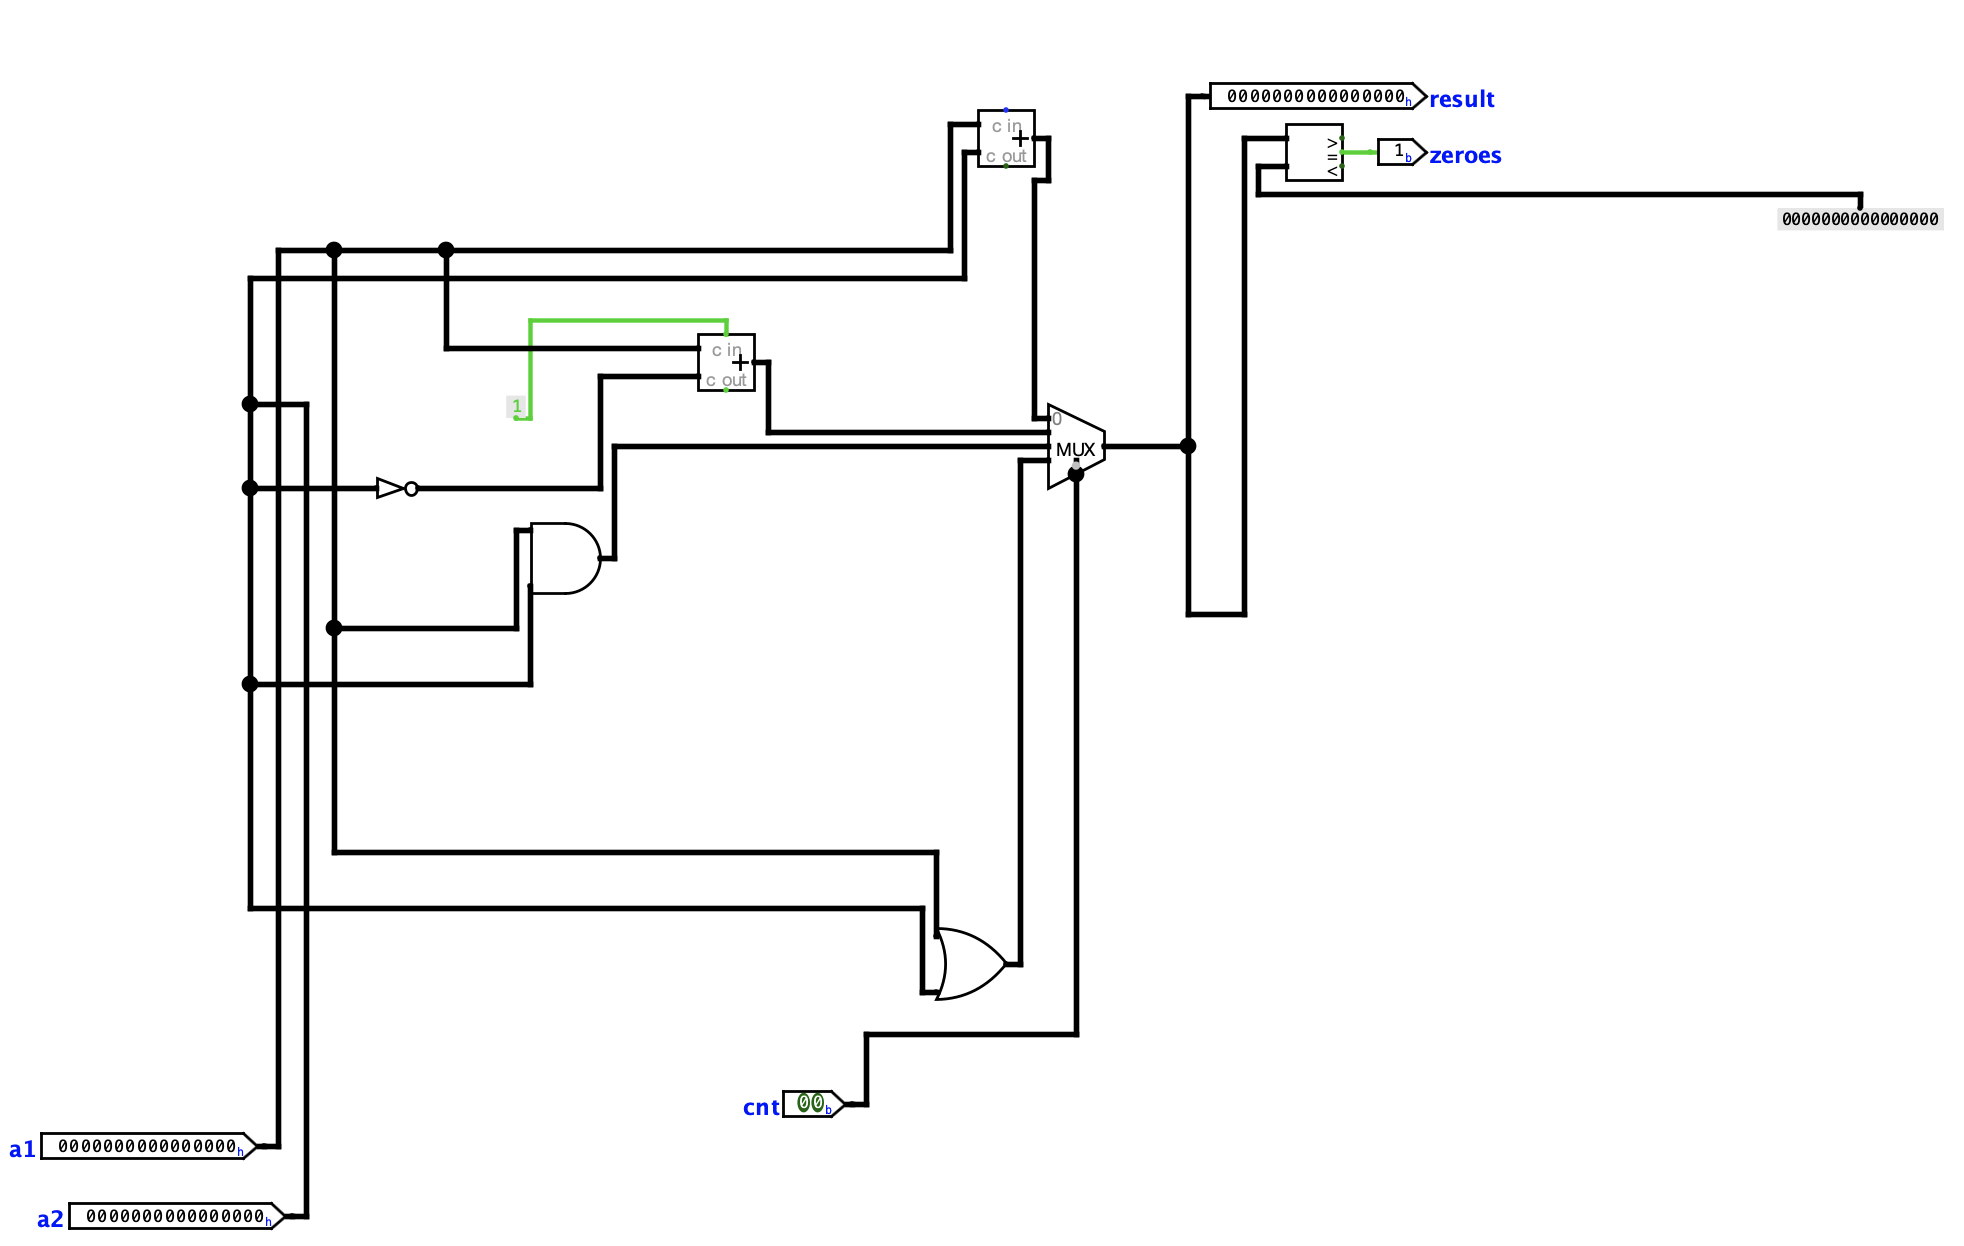 0000000000000000h result
c in
+
c out
>
=
<
1b zeroes
0000000000000000
c in
+
c out
1
0
MUX
cnt 00b
a1 0000000000000000h
a2 0000000000000000h